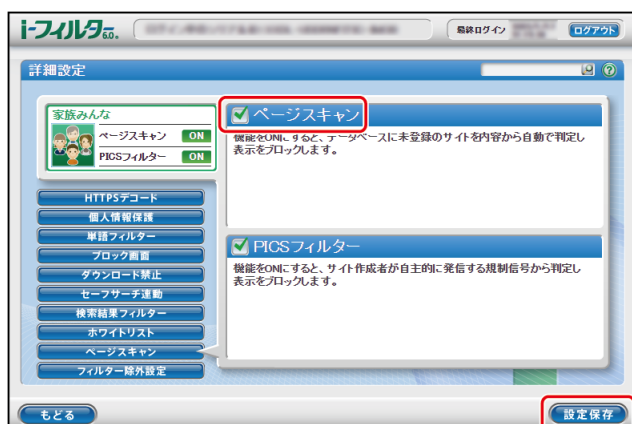 i-フィルタ6.0.
最終ログイン
ログアウト
詳細設定
家族みんな
ページスキャン ON
PICSフィルター ON
HTTPSデコード
個人情報保護
単語フィルター
ブロック画面
ダウンロード禁止
セーフサーチ連動
検索結果フィルター
ホワイトリスト
ページスキャン
フィルター除外設定
ページスキャン
機能をONにすると、データベースに未登録のサイトを内容から自動で判定し
表示をブロックします。
PICSフィルター
機能をONにすると、サイト作成者が自主的に発信する規制信号から判定し
表示をブロックします。
もどる
設定保存